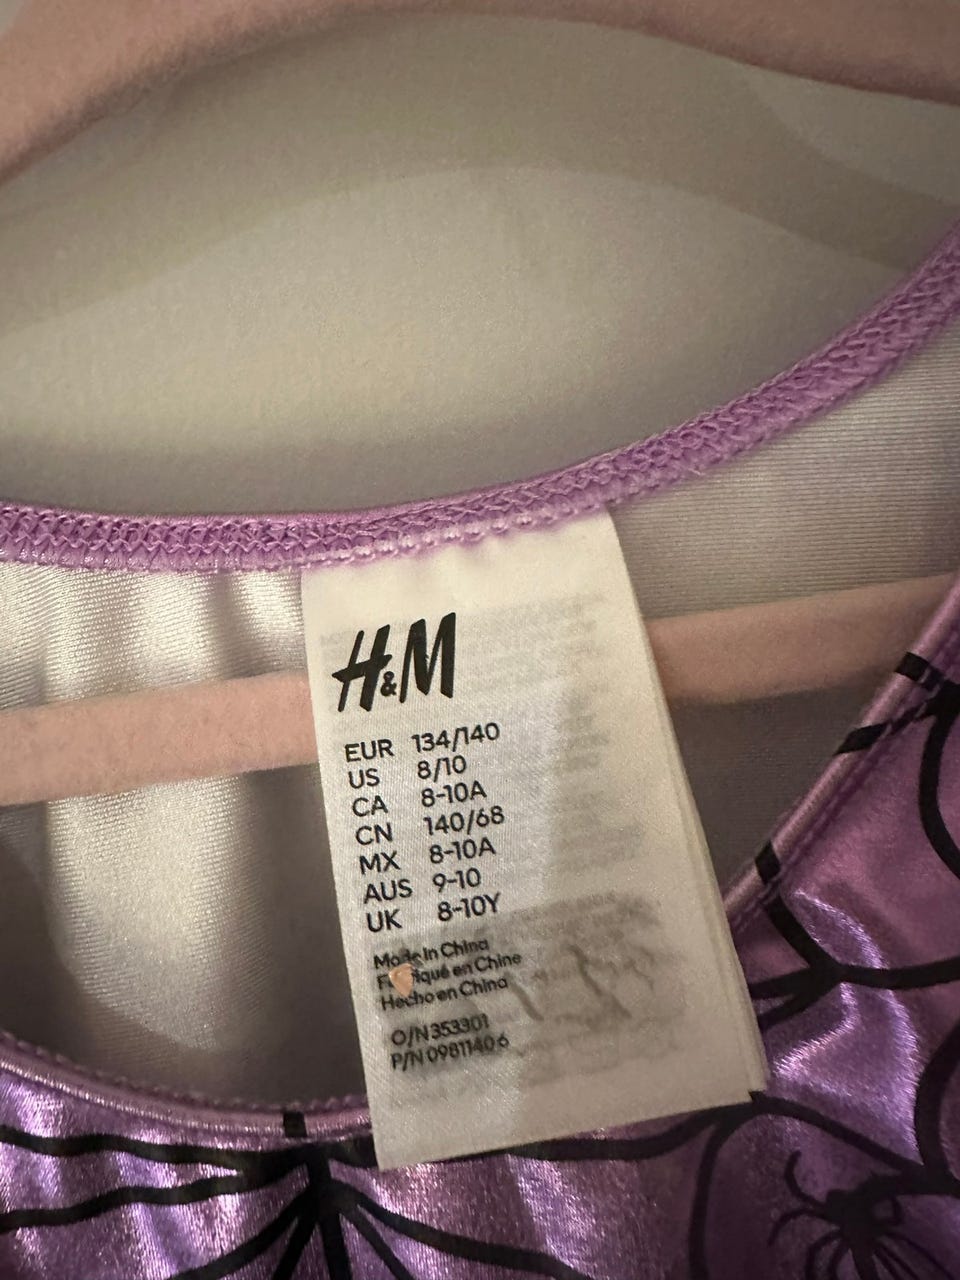 H&M
EUR 134/140
US 8/10
CA 8-10A
CN 140/68
MX 8-10A
AUS 9-10
UK 8-10Y
Made in China
en Chine
Hecho en China
O/N 353301
P/N 09811406